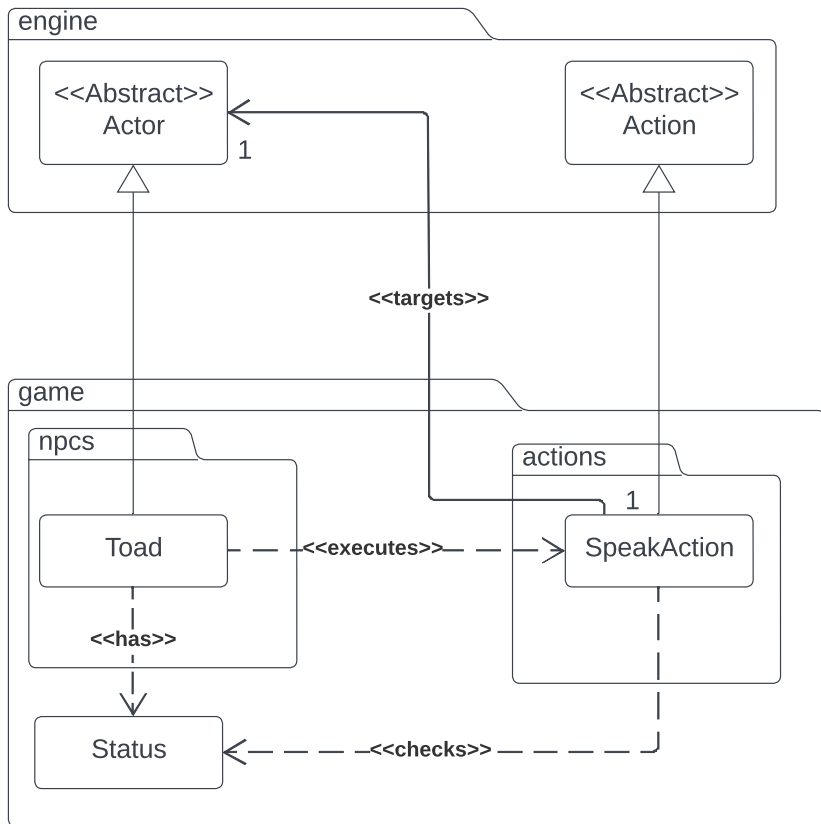 engine
<<Abstract>>
Actor
<<Abstract>>
Action
1
<<targets>>
game
npcs
actions
1
Toad
<<executes>>
SpeakAction
<<has>>
Status
<<checks>>